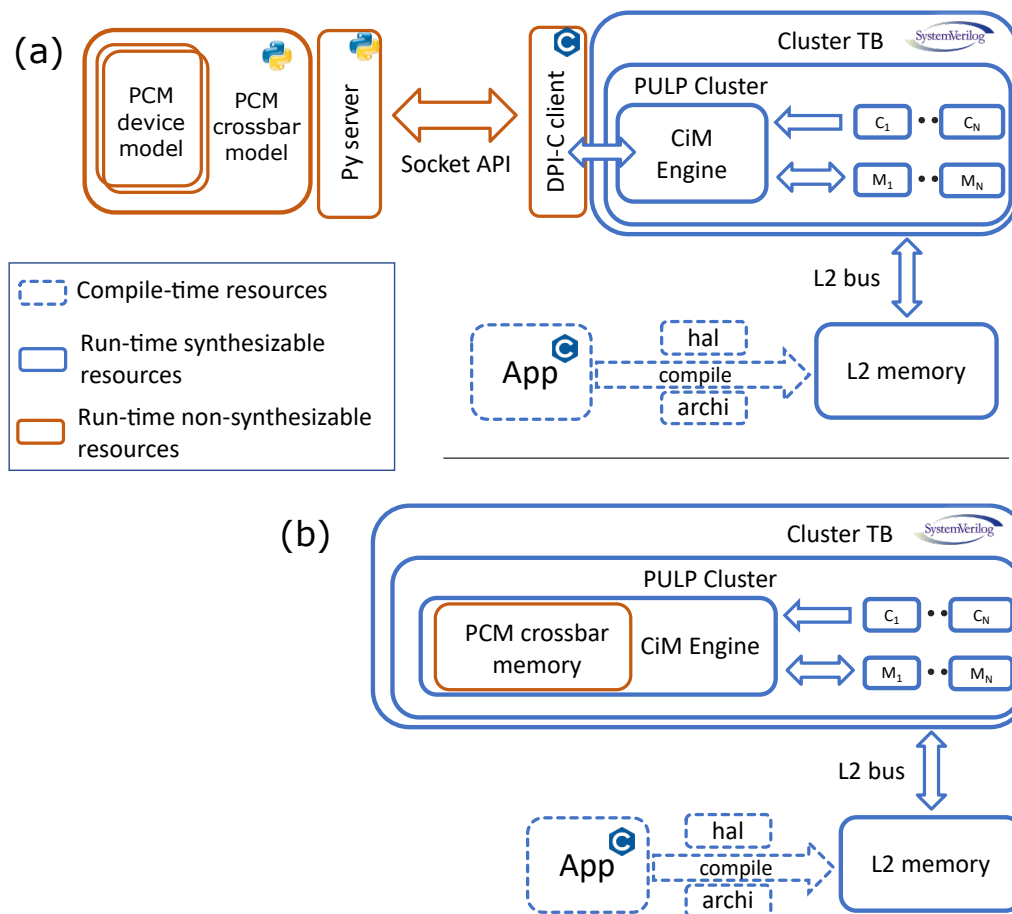 (a)
PCM
device
model
PCM
crossbar
model
Py server
Socket API
DPI-C client
C
Cluster TB
SystemVerilog
PULP Cluster
CiM
Engine
C1
CN
M1
MN
L2 bus
Compile-time resources
Run-time synthesizable
resources
Run-time non-synthesizable
resources
App
C
hal
compile
archi
L2 memory
(b)
Cluster TB
SystemVerilog
PULP Cluster
PCM crossbar
memory
CiM Engine
C1
CN
M1
MN
L2 bus
App
C
hal
compile
archi
L2 memory